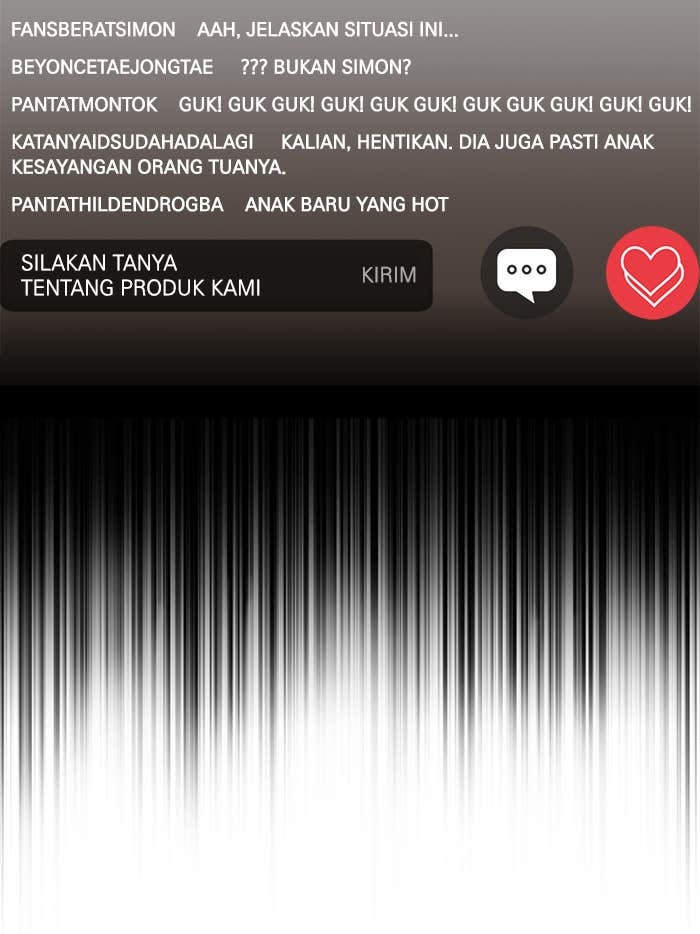 FANSBERATSIMON AAH, JELASKAN SITUASI INI...
BEYONCETAEJONGTAE ??? BUKAN SIMON?
PANTATMONTOK GUK! GUK GUK! GUK! GUK GUK! GUK GUK GUK! GUK! GUK!
KATANYAIDSUDAHADALAGI KALIAN, HENTIKAN. DIA JUGA PASTI ANAK
KESAYANGAN ORANG TUANYA.
PANTATHILDENDROGBA ANAK BARU YANG HOT
SILAKAN TANYA
TENTANG PRODUK KAMI KIRIM